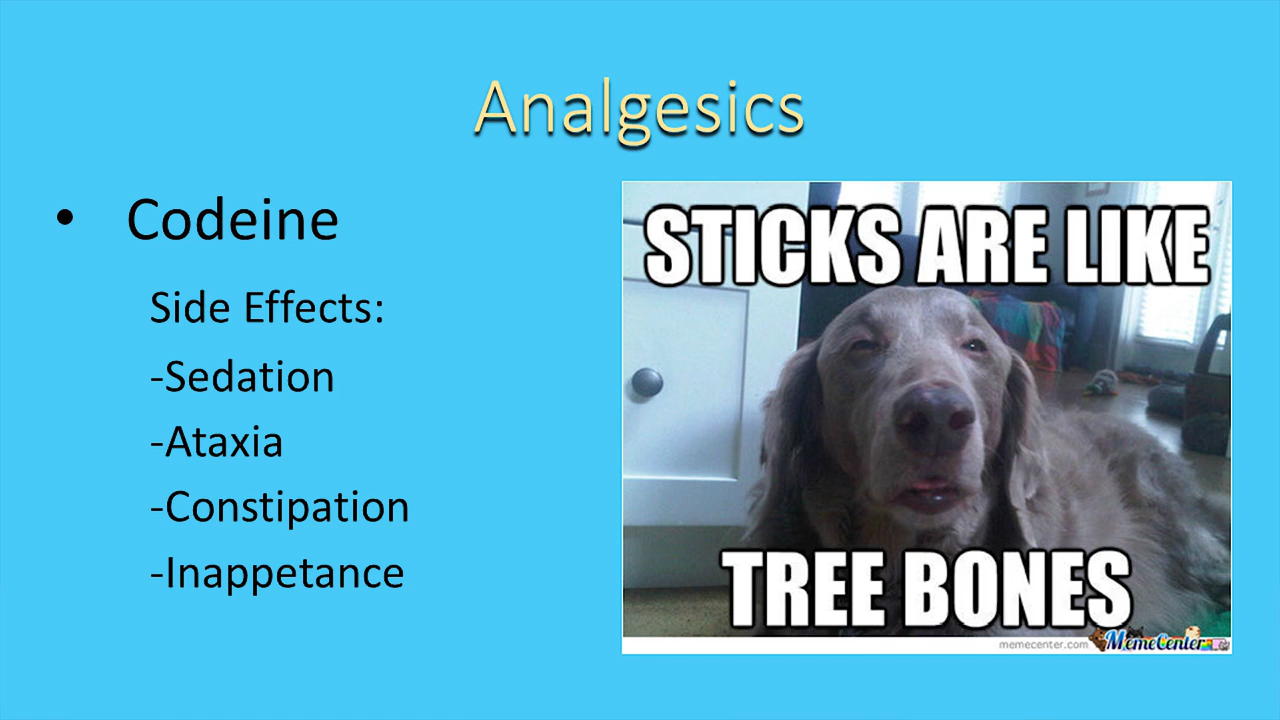 Analgesics
• Codeine
Side Effects:
-Sedation
-Ataxia
-Constipation
-Inappetance
STICKS ARE LIKE
TREE BONES
memecenter.com MemeCenter